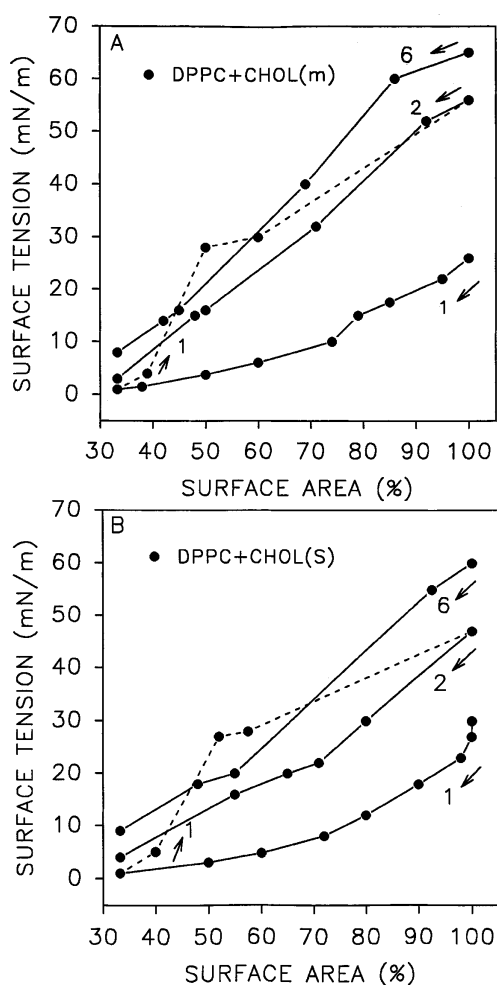 A
DPPC+CHOL(m)
SURFACE TENSION (mN/m)
70
60
50
40
30
20
10
0
6
2
1
1
30 40 50 60 70 80 90 100
SURFACE AREA (%)
B
DPPC+CHOL(S)
SURFACE TENSION (mN/m)
70
60
50
40
30
20
10
0
6
2
1
1
30 40 50 60 70 80 90 100
SURFACE AREA (%)